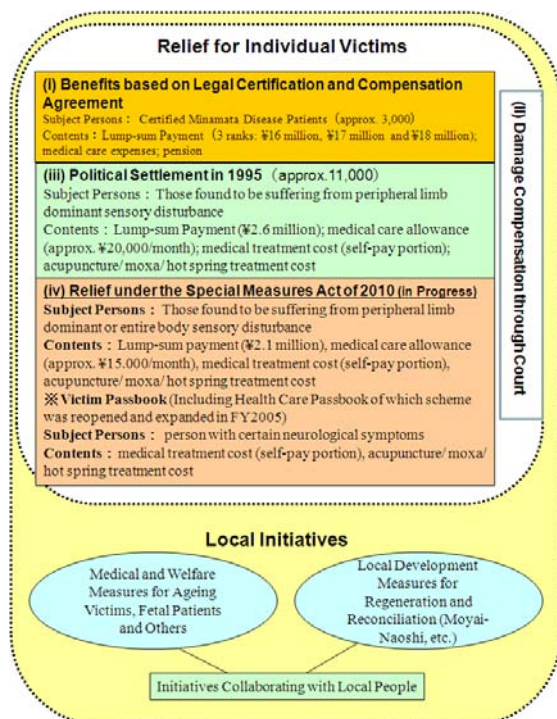 Relief for Individual Victims
(i) Benefits based on Legal Certification and Compensation
Agreement
Subject Persons： Certified Minamata Disease Patients (approx. 3,000)
Contents：Lump-sum Payment (3 ranks: ¥16 million, ¥17 million and ¥18 million);
medical care expenses; pension
(iii) Political Settlement in 1995 （approx.11,000）
Subject Persons：Those found to be suffering from peripheral limb
dominant sensory disturbance
Contents：Lump-sum Payment (¥2.6 million); medical care allowance
(approx. ¥20,000/month); medical treatment cost (self-pay portion);
acupuncture/ moxa/ hot spring treatment cost
(iv) Relief under the Special Measures Act of 2010 (in Progress)
Subject Persons： Those found to be suffering from peripheral limb
dominant or entire body sensory disturbance
Contents： Lump-sum payment (¥2.1 million), medical care allowance
(approx. ¥15.000/month), medical treatment cost (self-pay portion),
acupuncture/ moxa/ hot spring treatment cost
※ Victim Passbook (Including Health Care Passbook of which scheme
was reopened and expanded in FY2005)
Subject Persons： person with certain neurological symptoms
Contents： medical treatment cost (self-pay portion), acupuncture/ moxa/
hot spring treatment cost
(II) Damage Compensation through Court
Local Initiatives
Medical and Welfare
Measures for Ageing
Victims, Fetal Patients
and Others
Local Development
Measures for
Regeneration and
Reconciliation (Moyai-
Naoshi, etc.)
Initiatives Collaborating with Local People